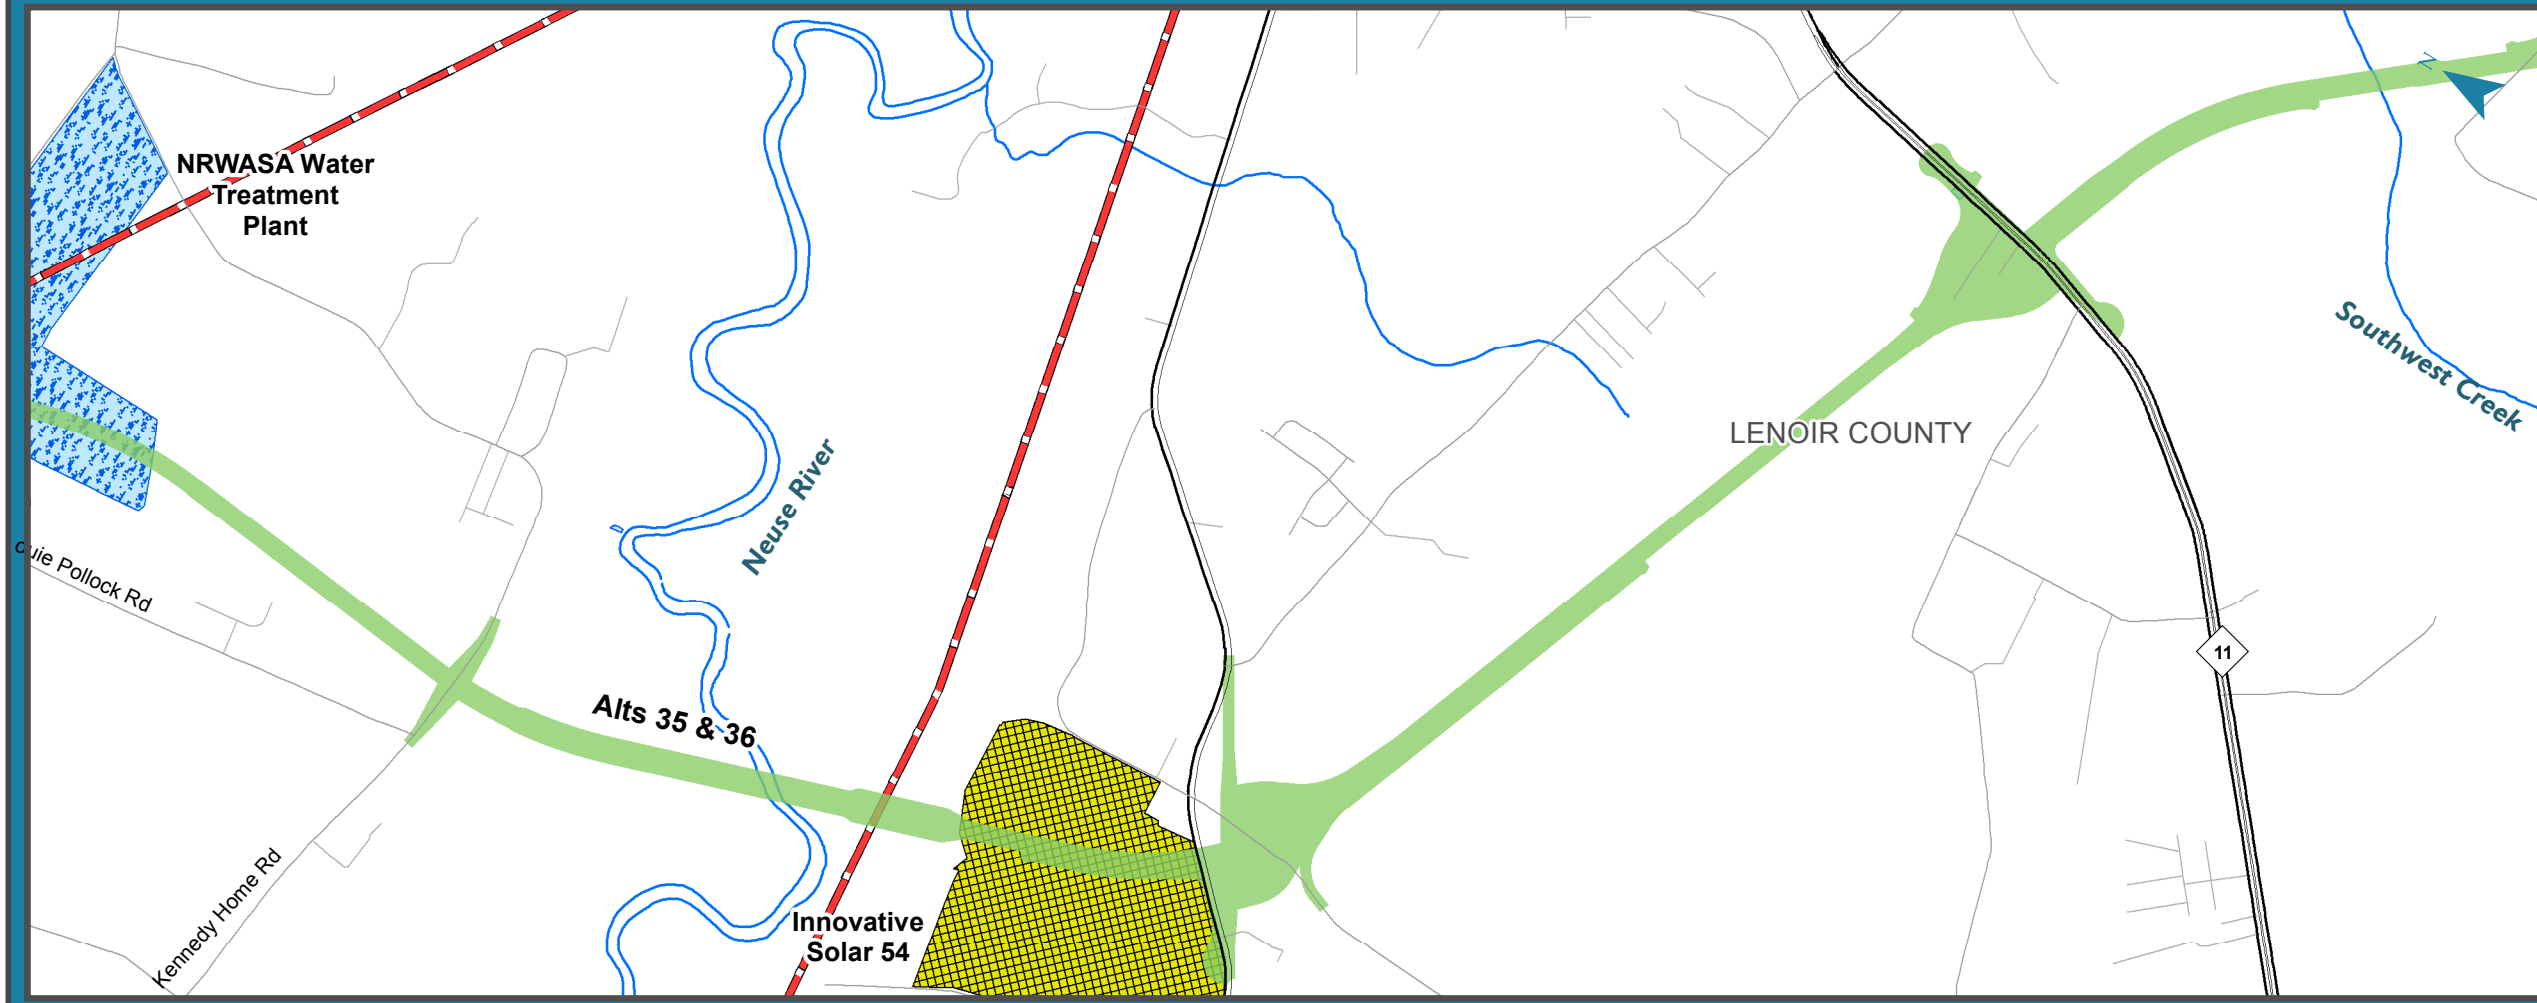 N
NRWASA Water
Treatment
Plant
Southwest Creek
LENOIR COUNTY
Neuse River
ouie Pollock Rd
11
Alts 35 & 36
Kennedy Home Rd
Innovative
Solar 54